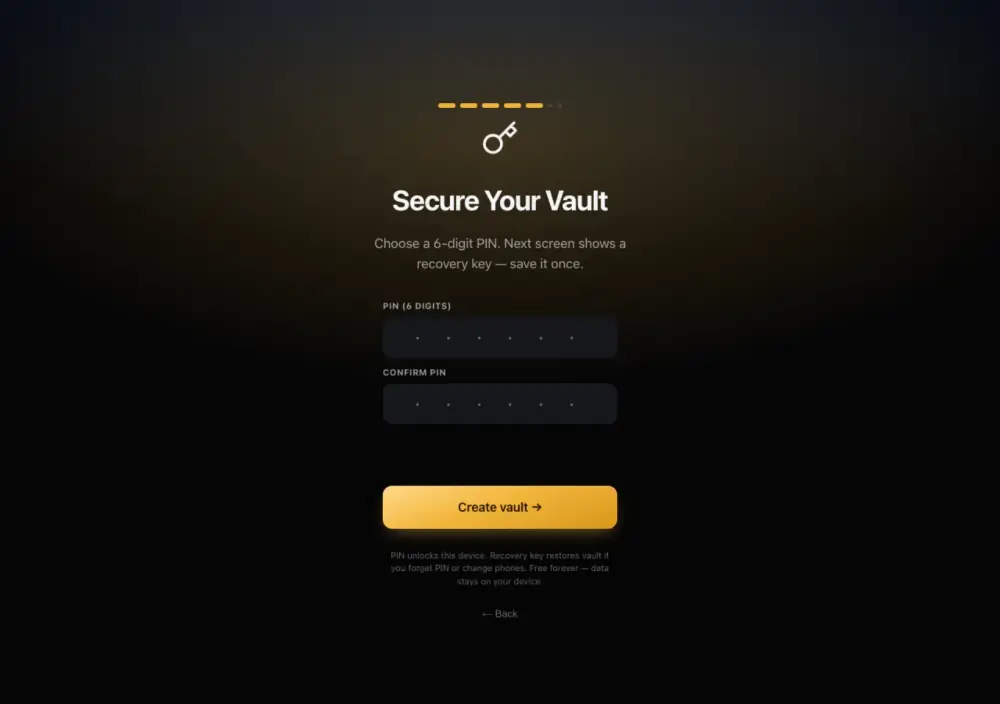 Secure Your Vault
Choose a 6-digit PIN. Next screen shows a
recovery key — save it once.
PIN (6 DIGITS)
CONFIRM PIN
Create vault →
PIN unlocks this device. Recovery key restores vault if
you forget PIN or change phones. Free forever — data
stays on your device.
← Back